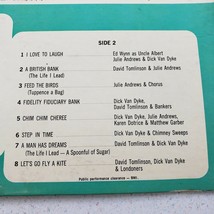 SIDE 2
1 I LOVE TO LAUGH Ed Wynn as Uncle Albert
Julie Andrews & Dick Van Dyke
2 A BRITISH BANK David Tomlinson & Julie Andrews
(The Life I Lead)
3 FEED THE BIRDS Julie Andrews & Chorus
(Tuppence a Bag)
4 FIDELITY FIDUCIARY BANK Dick Van Dyke,
David Tomlinson & Bankers
5 CHIM CHIM CHEREE Dick Van Dyke, Julie Andrews,
Karen Dotrice & Matthew Garber
6 STEP IN TIME Dick Van Dyke & Chimney Sweeps
7 A MAN HAS DREAMS David Tomlinson & Dick Van Dyke
(The Life I Lead — A Spoonful of Sugar)
8 LET'S GO FLY A KITE David Tomlinson, Dick Van Dyke
& Londoners
Public performance clearance — BMI.